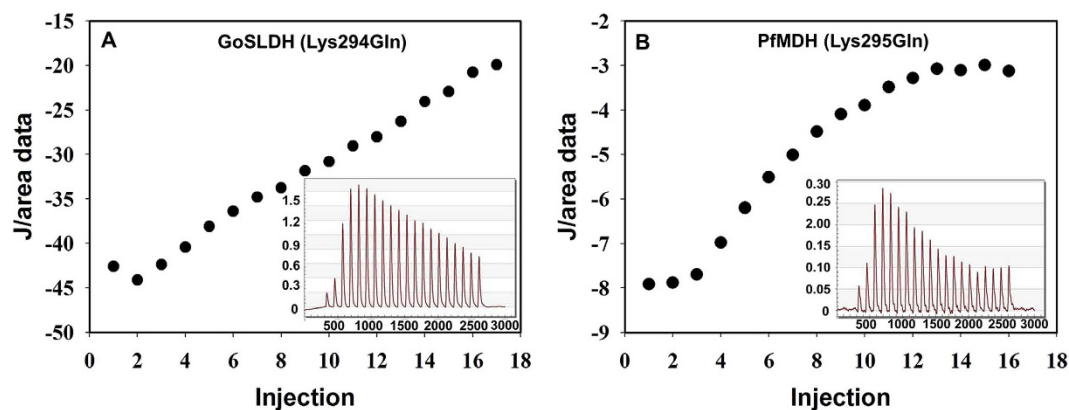 A
GoSLDH (Lys294Gln)
-15
-20
-25
-30
-35
-40
-45
-50
J/area data
0 2 4 6 8 10 12 14 16 18
Injection
1.5
1.2
0.9
0.6
0.3
0
500 1000 1500 2000 2500 3000
B
PfMDH (Lys295Gln)
-2
-3
-4
-5
-6
-7
-8
-9
J/area data
0 2 4 6 8 10 12 14 16 18
Injection
0.30
0.25
0.20
0.15
0.10
0.05
0
500 1000 1500 2000 2500 3000